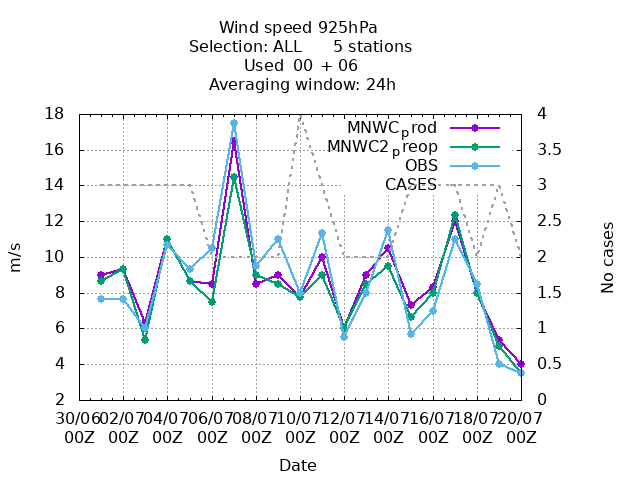 Wind speed 925hPa
Selection: ALL 5 stations
Used 00 + 06
Averaging window: 24h
18 4
MNWCprod
16 3.5
MNWC2preop
OBS
14 CASES 3
12 2.5
m/s
10 2
No cases
8 1.5
6 1
4 0.5
2 0
30/06 02/07 04/07 06/07 08/07 10/07 12/07 14/07 16/07 18/07 20/07
00Z 00Z 00Z 00Z 00Z 00Z 00Z 00Z 00Z 00Z 00Z
Date